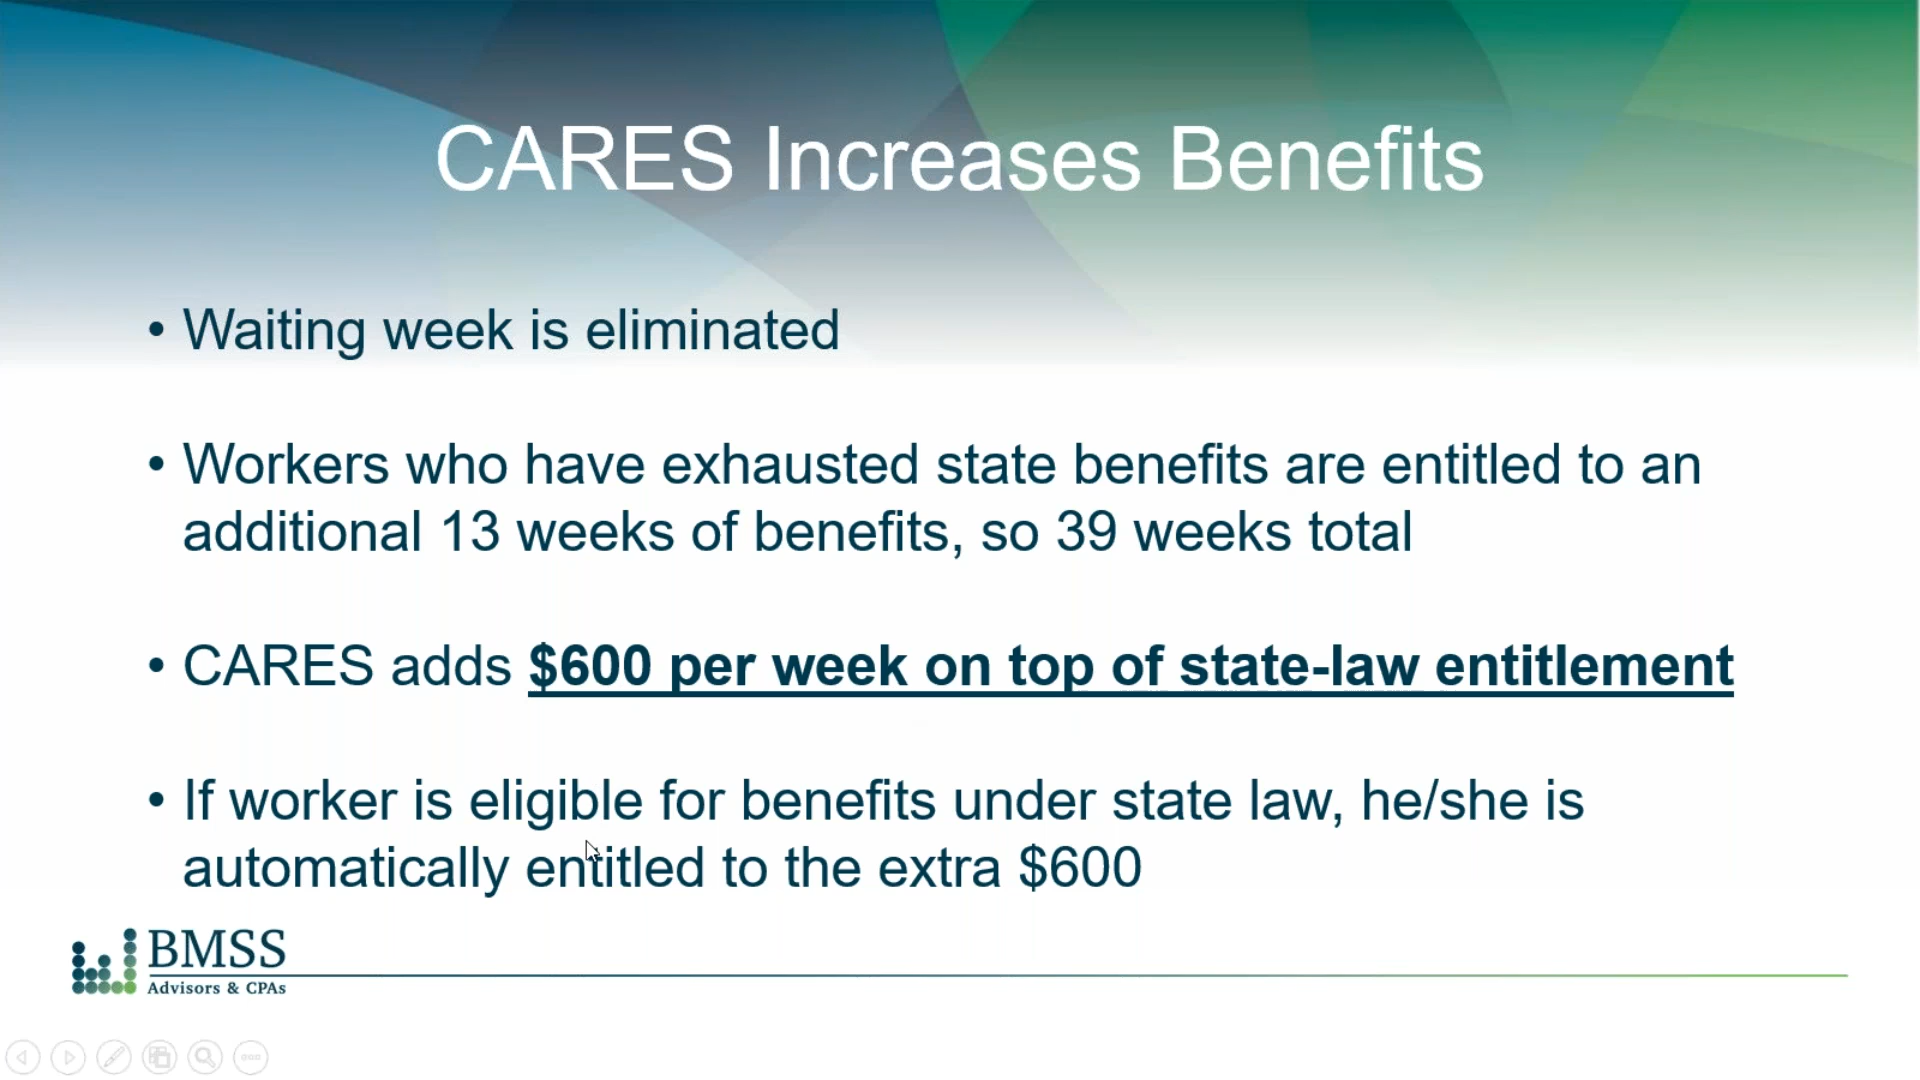 CARES Increases Benefits
• Waiting week is eliminated
• Workers who have exhausted state benefits are entitled to an
additional 13 weeks of benefits, so 39 weeks total
• CARES adds $600 per week on top of state-law entitlement
• If worker is eligible for benefits under state law, he/she is
automatically entitled to the extra $600
BMSS
Advisors & CPAs